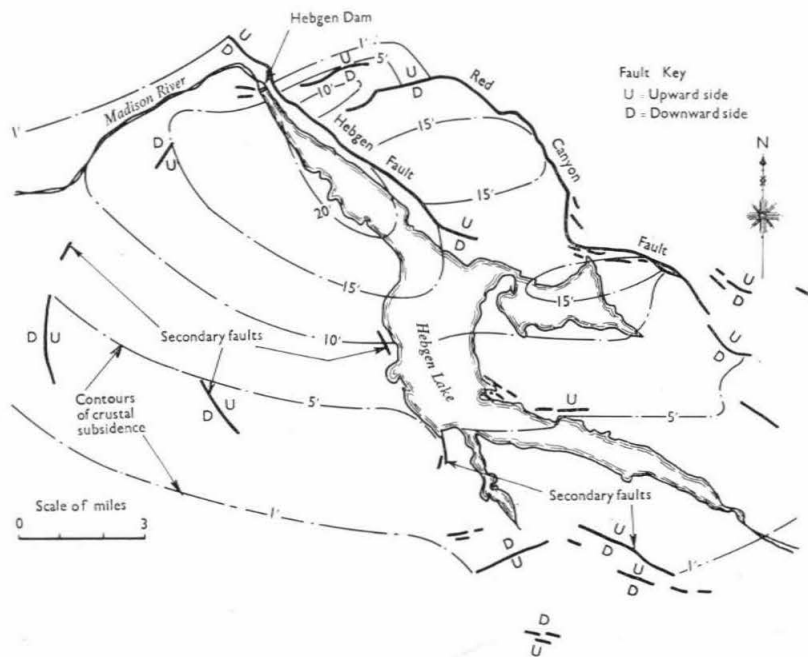 Hebgen Dam
U
D
1'
5'
U
D
10'
U
D
Red
Canyon
Fault
Fault Key
U = Upward side
D = Downward side
N
Madison River
1'
D
U
Hebgen
Fault
15'
15'
20'
U
D
15'
15'
U
D
U
D
10'
Secondary faults
D
U
Hebgen Lake
U
D
U
5'
5'
Contours
of crustal
subsidence
Scale of miles
0
3
1'
Secondary faults
D
U
U
D
U
D
1'
D
U